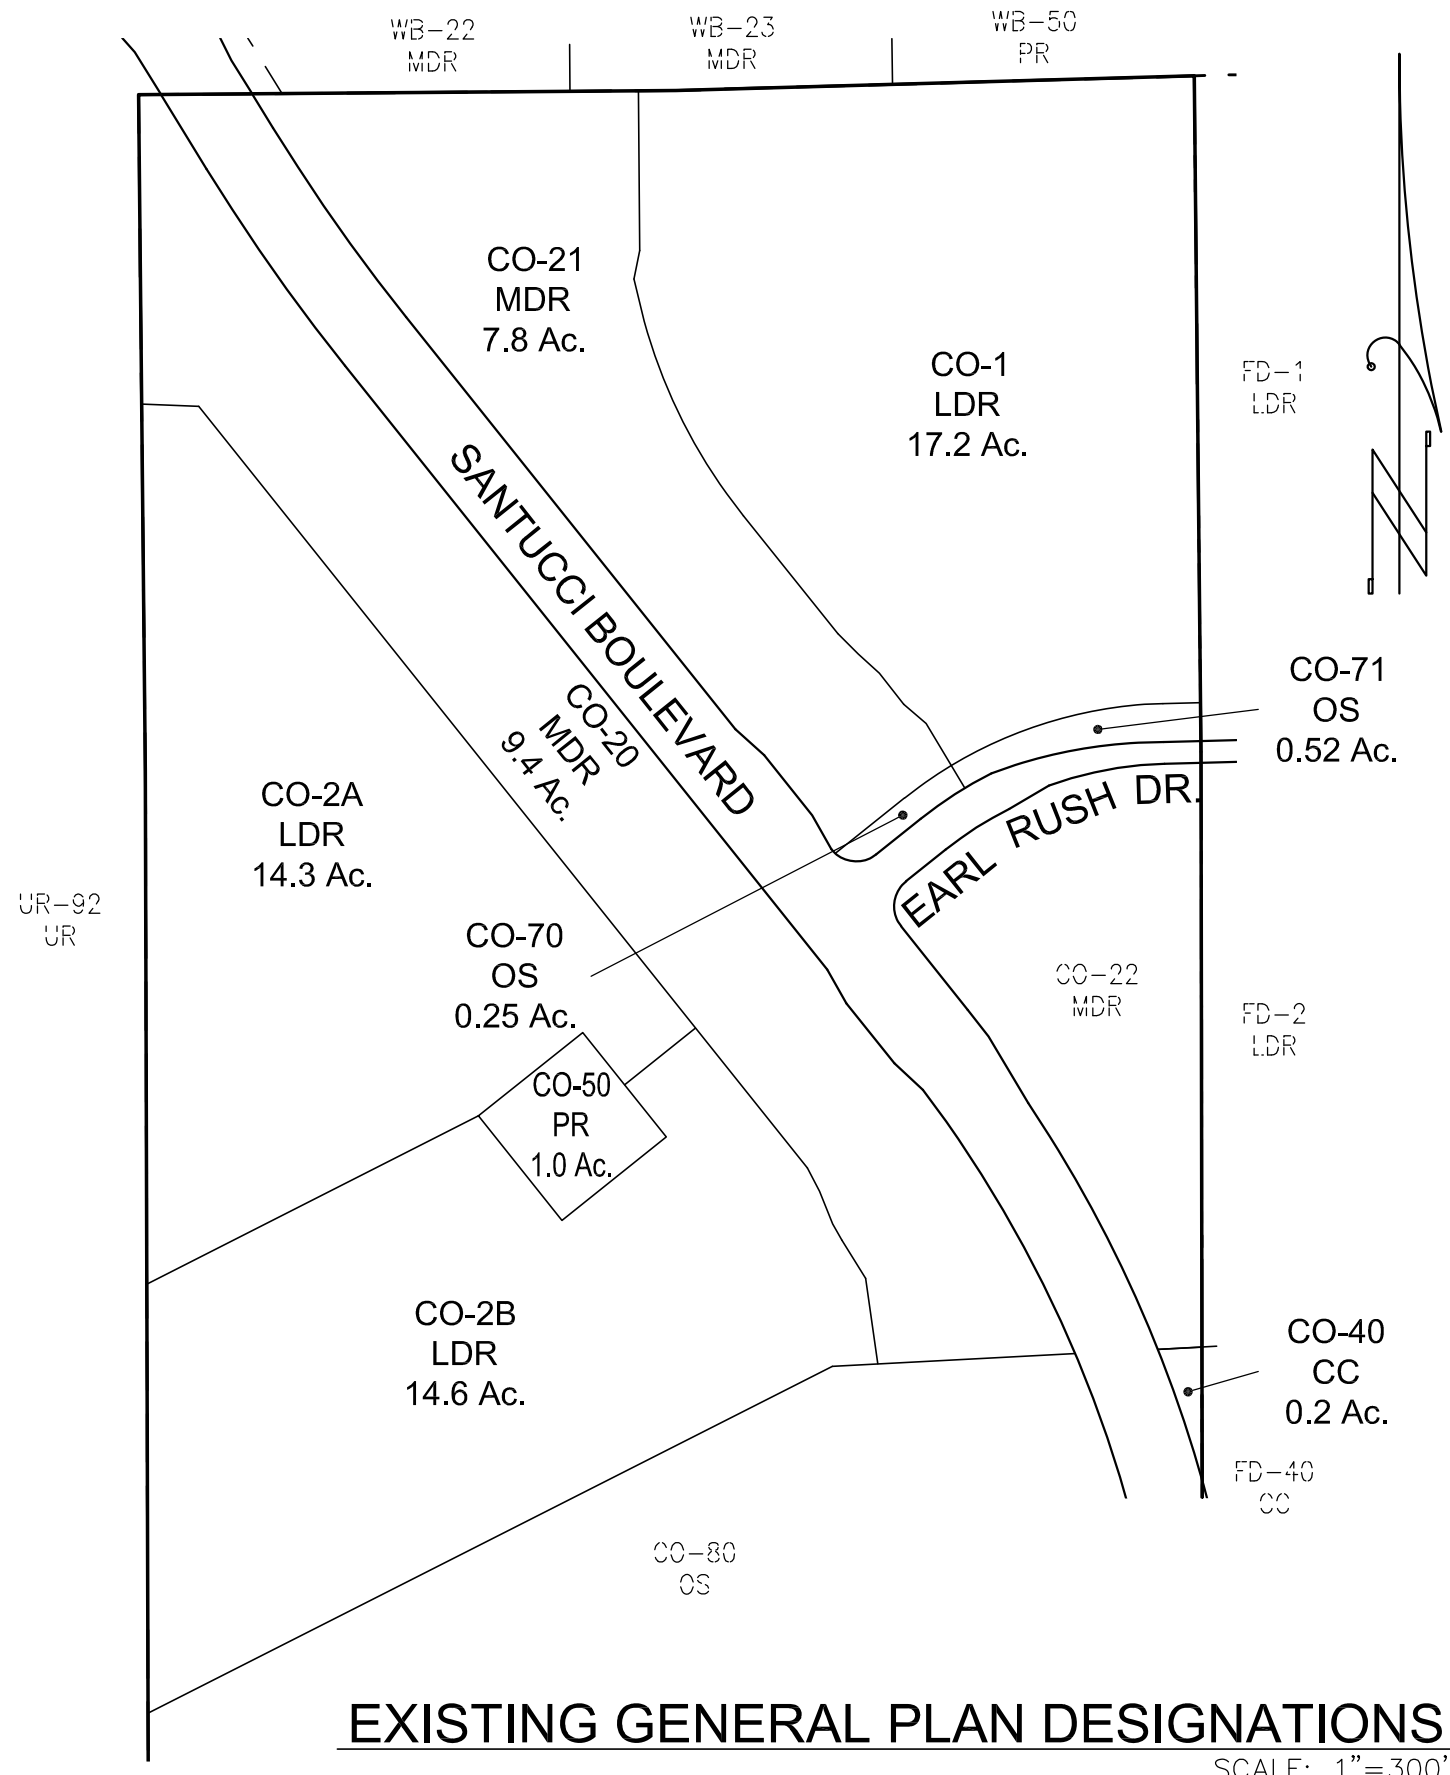 WB-22
MDR
WB-23
MDR
WB-50
PR
CO-21
MDR
7.8 Ac.
CO-1
LDR
17.2 Ac.
FD-1
LDR
N
SANTUCCI BOULEVARD
CO-20
MDR
9.4 Ac.
CO-71
OS
0.52 Ac.
EARL RUSH DR.
CO-2A
LDR
14.3 Ac.
UR-92
UR
CO-70
OS
0.25 Ac.
CO-22
MDR
FD-2
LDR
CO-50
PR
1.0 Ac.
CO-2B
LDR
14.6 Ac.
CO-40
CC
0.2 Ac.
FD-40
CC
CO-80
OS
EXISTING GENERAL PLAN DESIGNATIONS
SCALE: 1"=300'